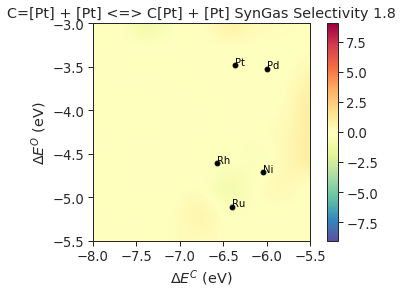 C=[Pt] + [Pt] <=> C[Pt] + [Pt] SynGas Selectivity 1.8
−3.0
−3.5
−4.0
−4.5
−5.0
−5.5
ΔE^O (eV)
Pt
Pd
Rh
Ni
Ru
−8.0 −7.5 −7.0 −6.5 −6.0 −5.5
ΔE^C (eV)
7.5
5.0
2.5
0.0
−2.5
−5.0
−7.5